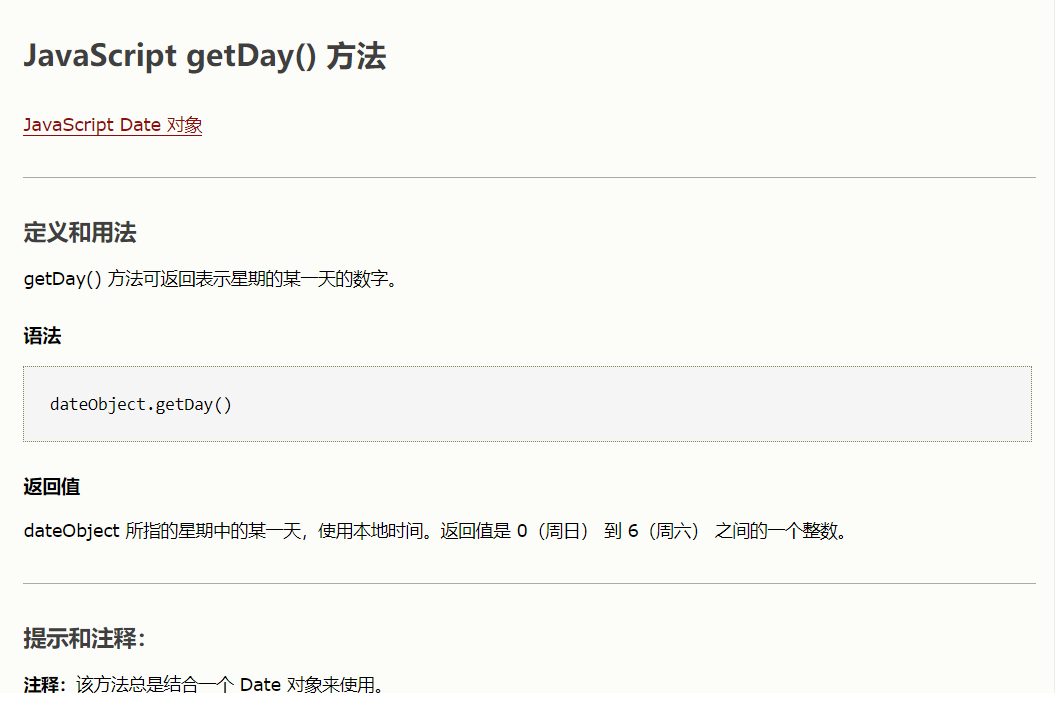 JavaScript getDay() 方法
JavaScript Date 对象
定义和用法
getDay() 方法可返回表示星期的某一天的数字。
语法
dateObject.getDay()
返回值
dateObject 所指的星期中的某一天，使用本地时间。返回值是 0（周日） 到 6（周六） 之间的一个整数。
提示和注释：
注释：该方法总是结合一个 Date 对象来使用。